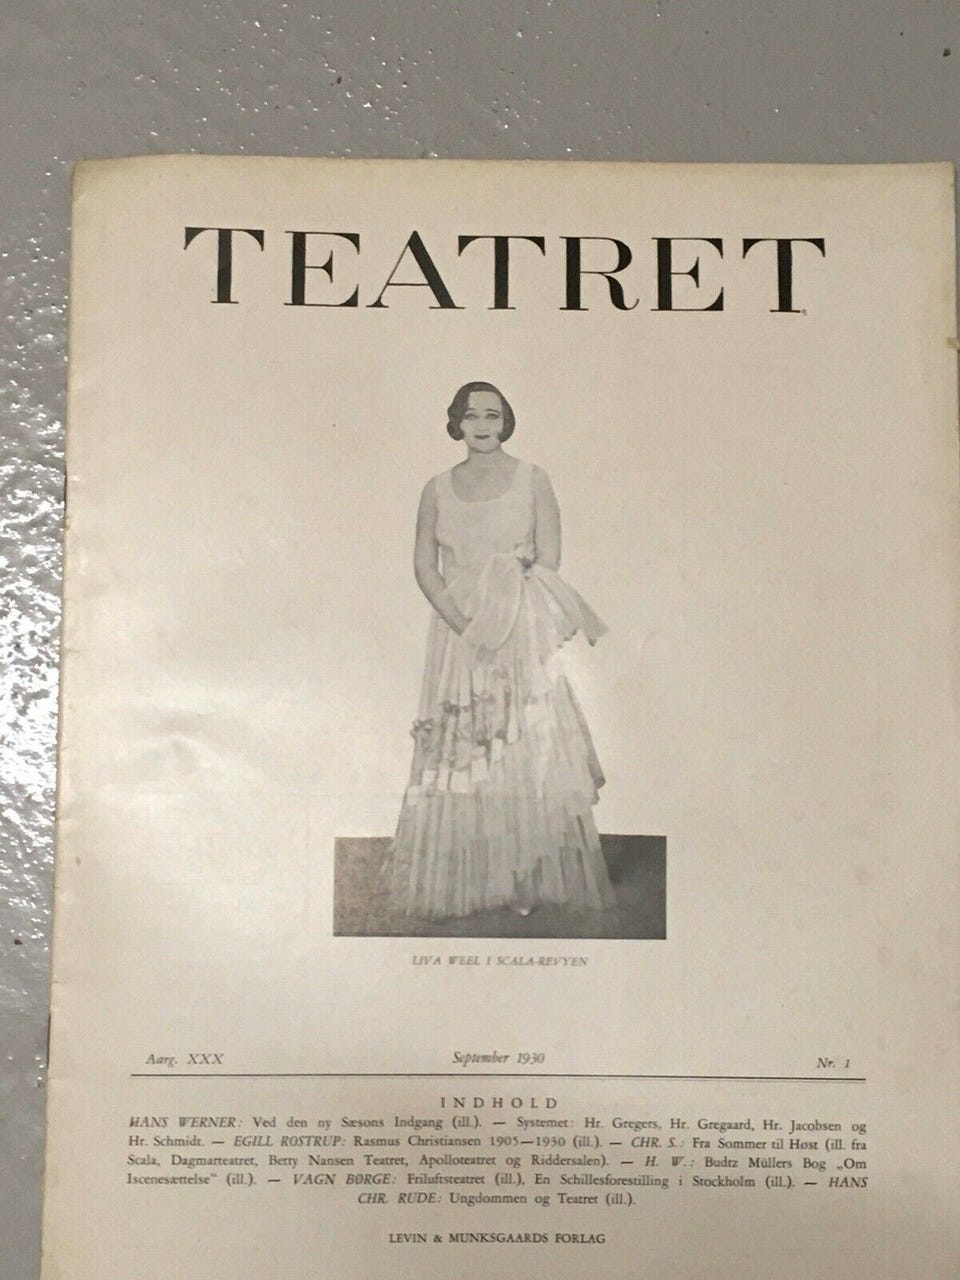 TEATRET
LIVA WEEL I SCALA-REVYEN
Aarg. XXX September 1930 Nr. 1
INDHOLD
HANS WERNER: Ved den ny Sæsons Indgang (ill.). — Systemet: Hr. Gregers, Hr. Gregaard, Hr. Jacobsen og
Hr. Schmidt. — EGILL ROSTRUP: Rasmus Christiansen 1905—1930 (ill.). — CHR. S.: Fra Sommer til Høst (ill. fra
Scala, Dagmarteatret, Betty Nansen Teatret, Apolloteatret og Riddersalen). — H. W.: Budtz Müllers Bog „Om
Iscenesættelse“ (ill.). — VAGN BØRGE: Friluftsteatret (ill.), En Schillesforestilling i Stockholm (ill.). — HANS
CHR. RUDE: Ungdommen og Teatret (ill.).
LEVIN & MUNKSGAARDS FORLAG